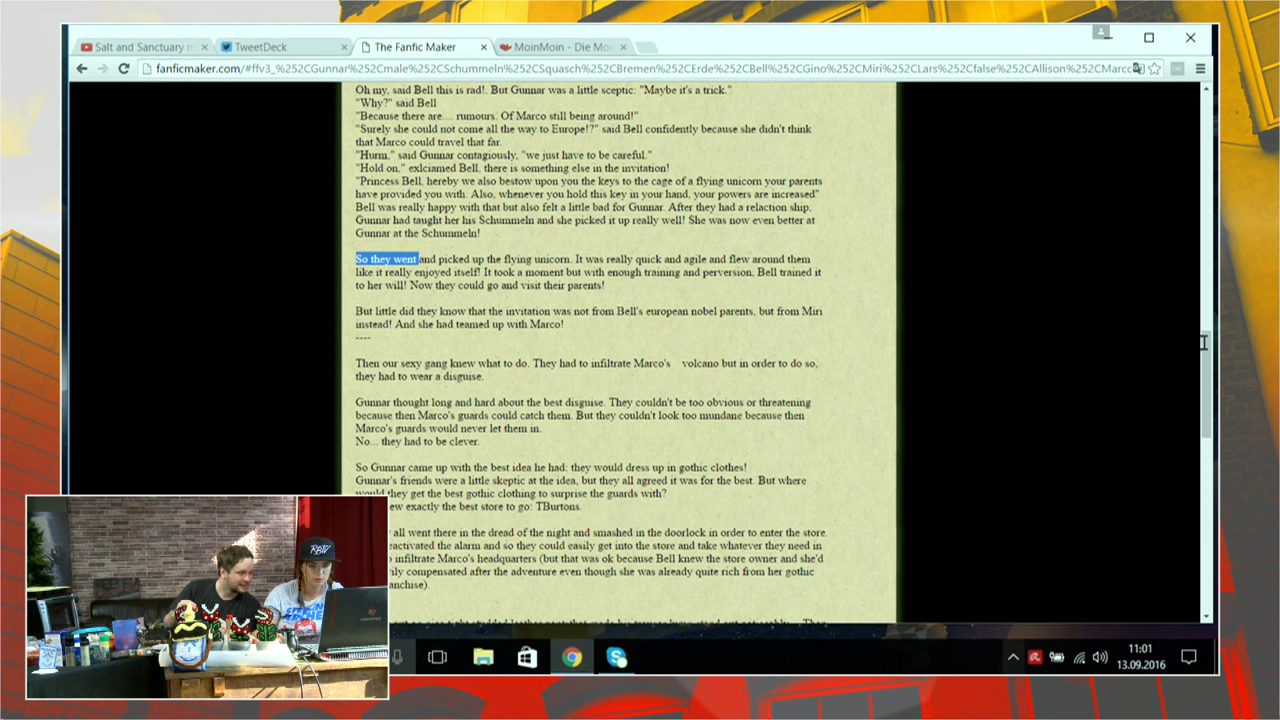 Salt and Sanctuary
TweetDeck
The Fanfic Maker
MoinMoin - Die Mo
fanficmaker.com/#ffv3_%252CGunnar%252Cmale%252CSchummeln%252CSquasch%252CBremen%252CErde%252CBell%252CGino%252CMiri%252CLars%252Cfalse%252CAllison%252CMarcc
Oh my, said Bell this is rad!. But Gunnar was a little sceptic. "Maybe it's a trick."
"Why?" said Bell
"Because there are.... rumours. Of Marco still being around!"
"Surely she could not come all the way to Europe!?" said Bell confidently because she didn't think
that Marco could travel that far.
"Hurm," said Gunnar contagiously, "we just have to be careful."
"Hold on," exlciamed Bell, there is something else in the invitation!
"Princess Bell, hereby we also bestow upon you the keys to the cage of a flying unicorn your parents
have provided you with. Also, whenever you hold this key in your hand, your powers are increased"
Bell was really happy with that but also felt a little bad for Gunnar. After they had a relaction ship,
Gunnar had taught her his Schummeln and she picked it up really well! She was now even better at
Gunnar at the Schummeln!
So they went and picked up the flying unicorn. It was really quick and agile and flew around them
like it really enjoyed itself! It took a moment but with enough training and perversion, Bell trained it
to her will! Now they could go and visit their parents!
But little did they know that the invitation was not from Bell's european nobel parents, but from Miri
instead! And she had teamed up with Marco!
----
Then our sexy gang knew what to do. They had to infiltrate Marco's volcano but in order to do so,
they had to wear a disguise.
Gunnar thought long and hard about the best disguise. They couldn't be too obvious or threatening
because then Marco's guards could catch them. But they couldn't look too mundane because then
Marco's guards would never let them in.
No... they had to be clever.
So Gunnar came up with the best idea he had: they would dress up in gothic clothes!
Gunnar's friends were a little skeptic at the idea, but they all agreed it was for the best. But where
would they get the best gothic clothing to surprise the guards with?
ew exactly the best store to go: TBurtons.
all went there in the dread of the night and smashed in the doorlock in order to enter the store.
eactivated the alarm and so they could easily get into the store and take whatever they need in
infiltrate Marco's headquarters (but that was ok because Bell knew the store owner and she'd
ily compensated after the adventure even though she was already quite rich from her gothic
anchise).
RBTV
11:01
13.09.2016